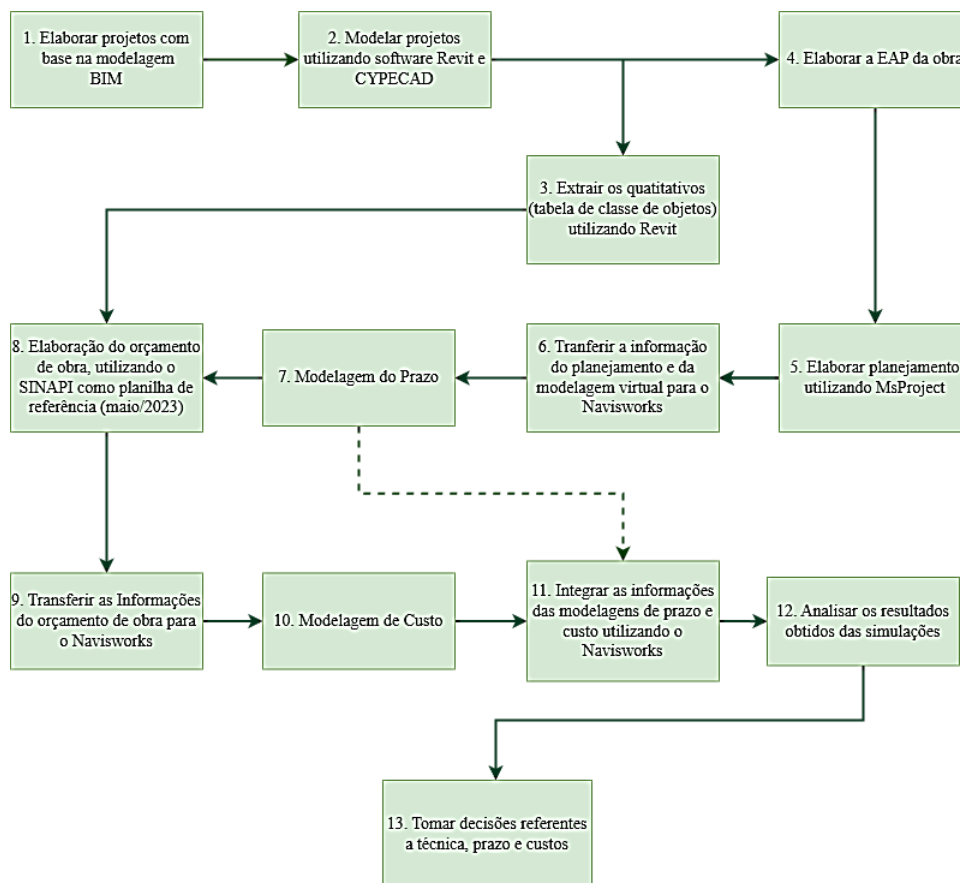 1. Elaborar projetos com
base na modelagem
BIM
2. Modelar projetos
utilizando software Revit e
CYPECAD
4. Elaborar a EAP da obra
3. Extrair os quatitativos
(tabela de classe de objetos)
utilizando Revit
8. Elaboração do orçamento
de obra, utilizando o
SINAPI como planilha de
referência (maio/2023)
7. Modelagem do Prazo
6. Tranferir a informação
do planejamento e da
modelagem virtual para o
Navisworks
5. Elaborar planejamento
utilizando MsProject
9. Transferir as Informações
do orçamento de obra para
o Navisworks
10. Modelagem de Custo
11. Integrar as informações
das modelagens de prazo e
custo utilizando o
Navisworks
12. Analisar os resultados
obtidos das simulações
13. Tomar decisões referentes
a técnica, prazo e custos